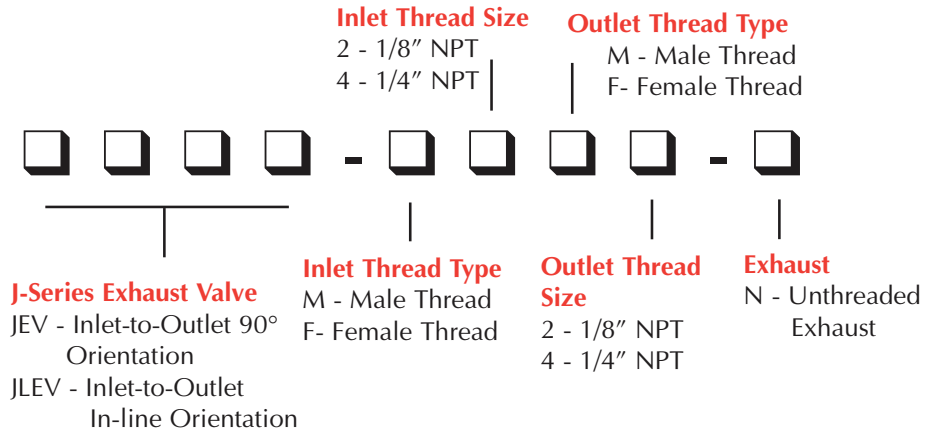 Inlet Thread Size
2 - 1/8" NPT
4 - 1/4" NPT
Outlet Thread Type
M - Male Thread
F- Female Thread
- -
J-Series Exhaust Valve
JEV - Inlet-to-Outlet 90°
Orientation
JLEV - Inlet-to-Outlet
In-line Orientation
Inlet Thread Type
M - Male Thread
F- Female Thread
Outlet Thread
Size
2 - 1/8" NPT
4 - 1/4" NPT
Exhaust
N - Unthreaded
Exhaust